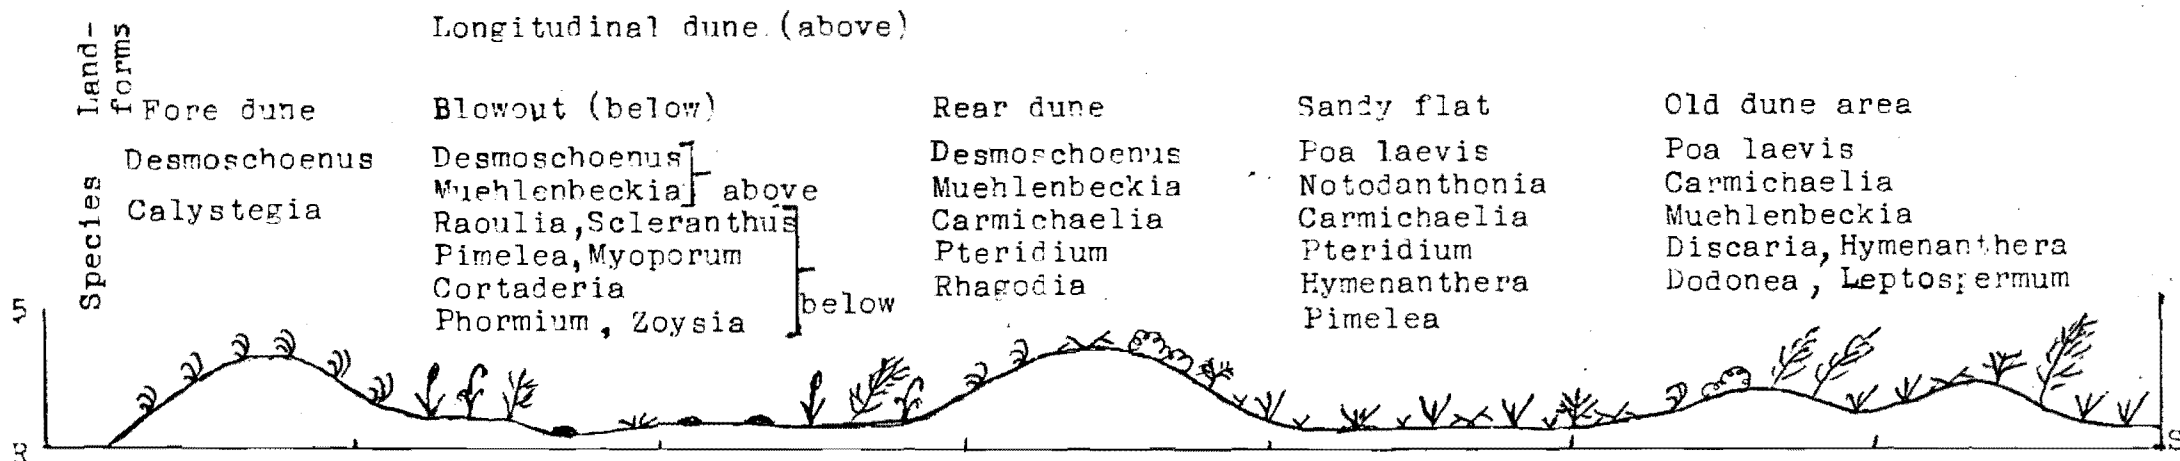 Land-
forms
Longitudinal dune (above)
Fore dune
Blowout (below)
Rear dune
Sandy flat
Old dune area
Species
Desmoschoenus
Calystegia
Desmoschoenus
Muehlenbeckia
above
Raoulia, Scleranthus
Pimelea, Myoporum
Cortaderia
Phormium, Zoysia
below
Desmoschoenus
Muehlenbeckia
Carmichaelia
Pteridium
Rhagodia
Poa laevis
Notodanthonia
Carmichaelia
Pteridium
Hymenanthera
Pimelea
Poa laevis
Carmichaelia
Muehlenbeckia
Discaria, Hymenanthera
Dodonea, Leptospermum
5
R
S